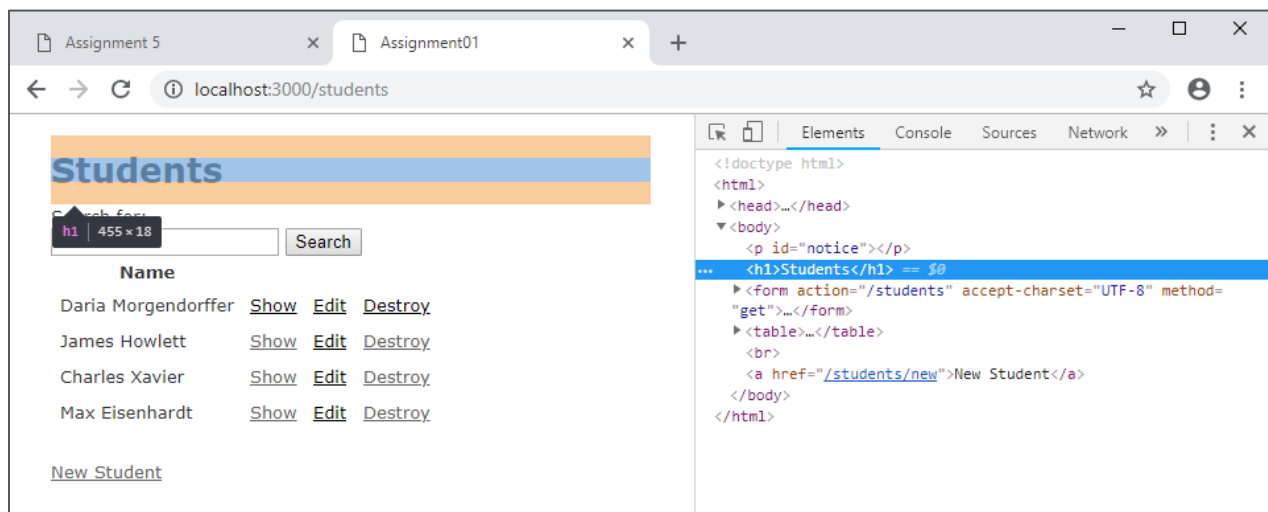 Assignment 5
Assignment01
localhost:3000/students
Students
Search for:
h1 455 × 18
Search
Name
Daria Morgendorffer Show Edit Destroy
James Howlett Show Edit Destroy
Charles Xavier Show Edit Destroy
Max Eisenhardt Show Edit Destroy
New Student
Elements Console Sources Network »
<!doctype html>
<html>
<head>…</head>
<body>
<p id="notice"></p>
… <h1>Students</h1> == $0
<form action="/students" accept-charset="UTF-8" method=
"get">…</form>
<table>…</table>
<br>
<a href="/students/new">New Student</a>
</body>
</html>